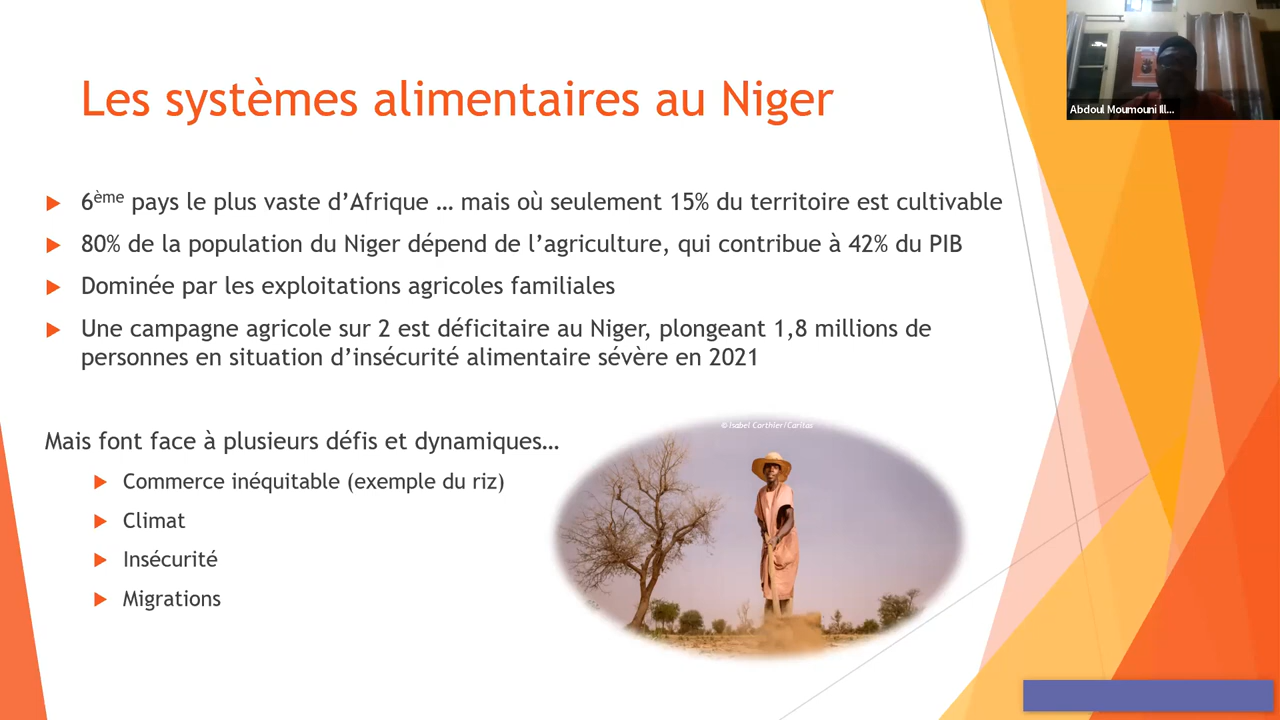 Les systèmes alimentaires au Niger
6ème pays le plus vaste d’Afrique … mais où seulement 15% du territoire est cultivable
80% de la population du Niger dépend de l’agriculture, qui contribue à 42% du PIB
Dominée par les exploitations agricoles familiales
Une campagne agricole sur 2 est déficitaire au Niger, plongeant 1,8 millions de
personnes en situation d’insécurité alimentaire sévère en 2021
Mais font face à plusieurs défis et dynamiques…
Commerce inéquitable (exemple du riz)
Climat
Insécurité
Migrations
© Isabel Corthier/Caritas
Abdoul Moumouni Ill...